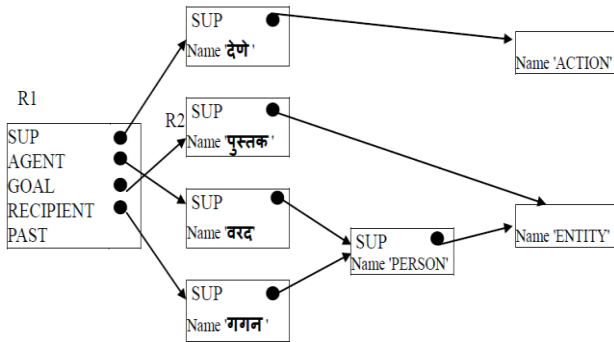 SUP
Name 'देणे '
Name 'ACTION'
R1
SUP
AGENT
GOAL
RECIPIENT
PAST
R2
SUP
Name 'पुस्तक '
SUP
Name 'वरद'
SUP
Name 'PERSON'
Name 'ENTITY'
SUP
Name 'गगन '